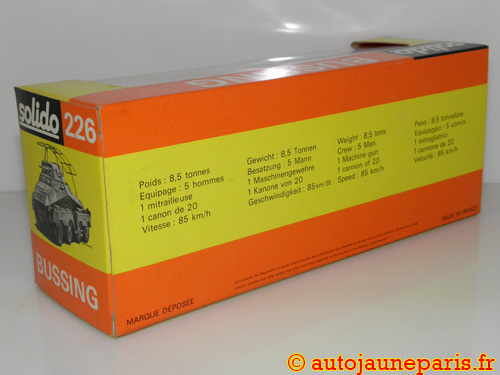 solido
226
BUSSING
BUSSING
Poids : 8,5 tonnes
Equipage : 5 hommes
1 mitrailleuse
1 canon de 20
Vitesse : 85 km/h
Gewicht : 8,5 Tonnen
Besatzung : 5 Mann
1 Maschinengewehre
1 Kanone von 20
Geschwindigkeit : 85km/St
Weight : 8,5 tons
Crew : 5 Men
1 Machine-gun
1 cannon of 20
Speed : 85 km/h
Peso : 8,5 tonnellate
Equipaggio : 5 uomini
1 mitragliatrici
1 cannone da 20
Velocità : 85 km/h
MARQUE DEPOSÉE
MADE IN FRANCE
BUSSING
© autojauneparis.fr